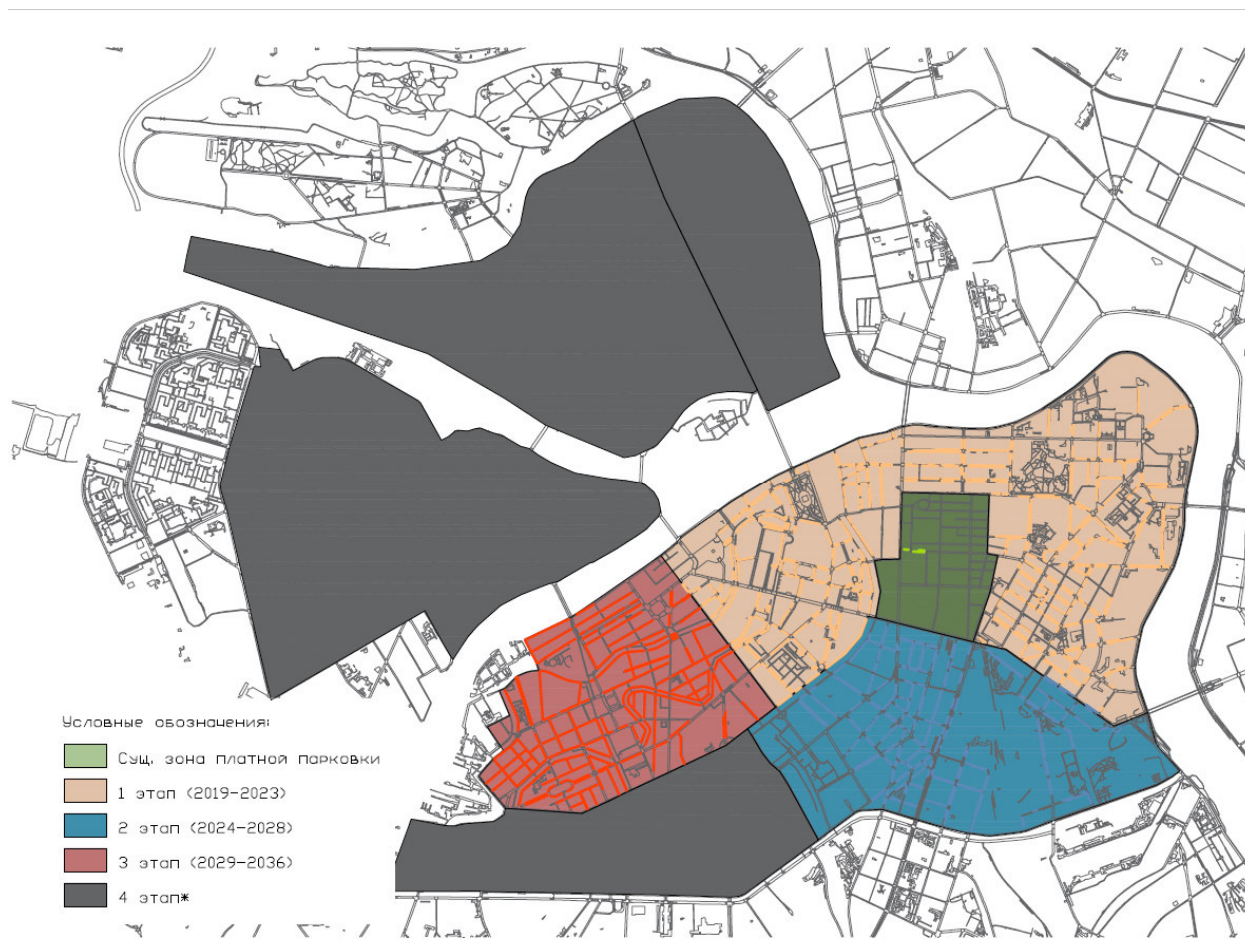 Условные обозначения:
Сущ. зона платной парковки
1 этап (2019-2023)
2 этап (2024-2028)
3 этап (2029-2036)
4 этап*